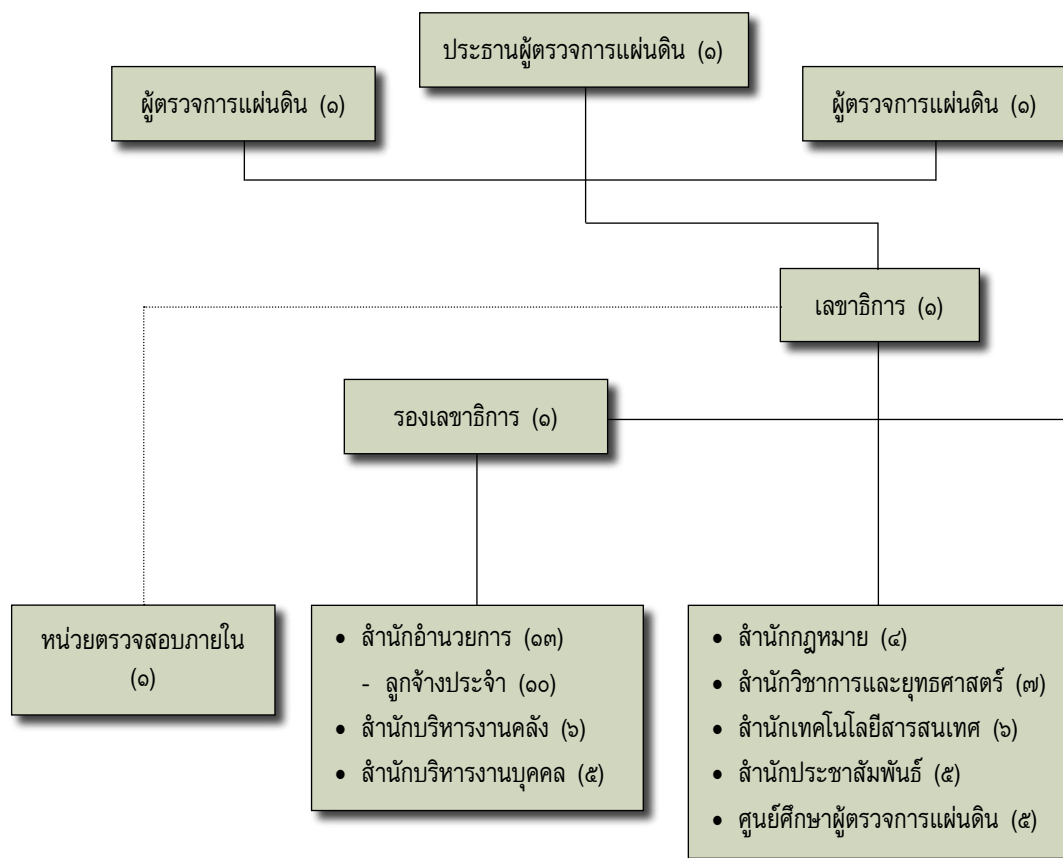 ประธานผู้ตรวจการแผ่นดิน (๑)
ผู้ตรวจการแผ่นดิน (๑)
ผู้ตรวจการแผ่นดิน (๑)
เลขาธิการ (๑)
รองเลขาธิการ (๑)
หน่วยตรวจสอบภายใน
(๑)
• สำนักอำนวยการ (๑๓)
- ลูกจ้างประจำ (๑๐)
• สำนักบริหารงานคลัง (๖)
• สำนักบริหารงานบุคคล (๕)
• สำนักกฎหมาย (๔)
• สำนักวิชาการและยุทธศาสตร์ (๗)
• สำนักเทคโนโลยีสารสนเทศ (๖)
• สำนักประชาสัมพันธ์ (๕)
• ศูนย์ศึกษาผู้ตรวจการแผ่นดิน (๕)